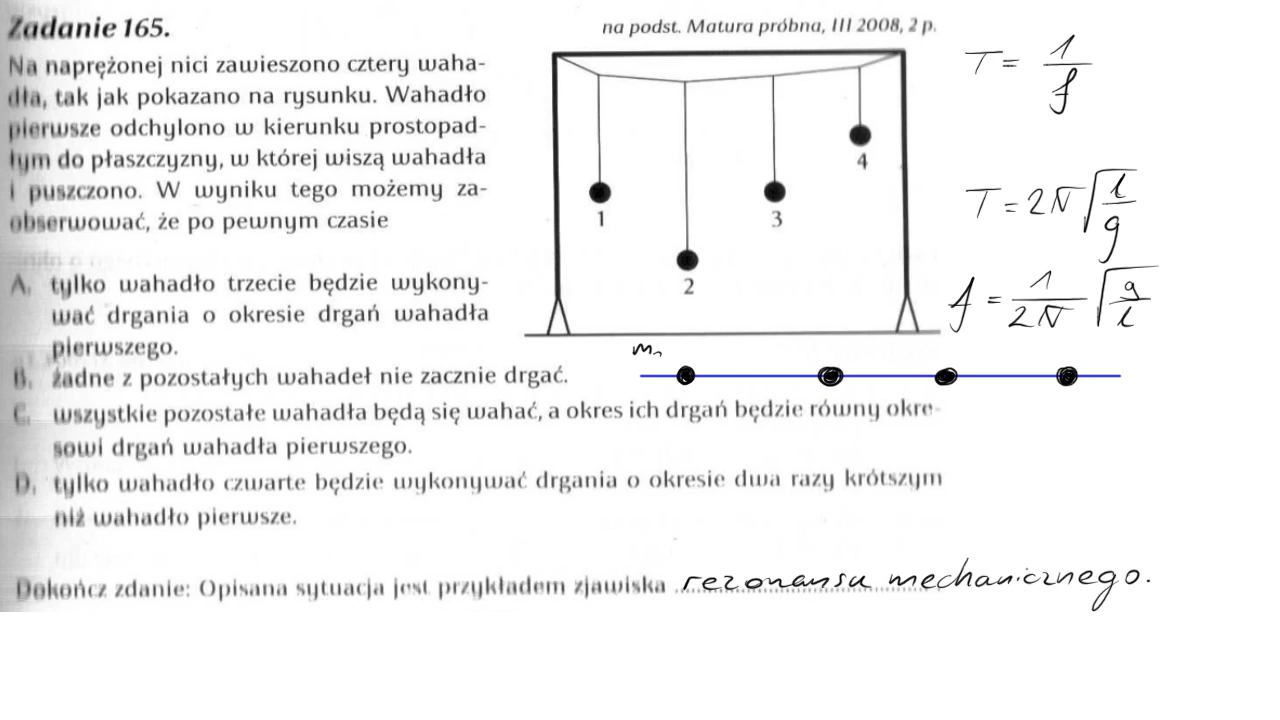 Zadanie 165.
na podst. Matura próbna, III 2008, 2 p.
Na naprężonej nici zawieszono cztery waha-
dła, tak jak pokazano na rysunku. Wahadło
pierwsze odchylono w kierunku prostopad-
łym do płaszczyzny, w której wiszą wahadła
i puszczono. W wyniku tego możemy za-
obserwować, że po pewnym czasie
1
2
3
4
T = 1/f
T = 2π√(l/g)
f = 1/2π √(g/l)
m₁
A. tylko wahadło trzecie będzie wykony-
wać drgania o okresie drgań wahadła
pierwszego.
B. żadne z pozostałych wahadeł nie zacznie drgać.
C. wszystkie pozostałe wahadła będą się wahać, a okres ich drgań będzie równy okre-
sowi drgań wahadła pierwszego.
D. tylko wahadło czwarte będzie wykonywać drgania o okresie dwa razy krótszym
niż wahadło pierwsze.
Dokończ zdanie: Opisana sytuacja jest przykładem zjawiska rezonansu mechanicznego.